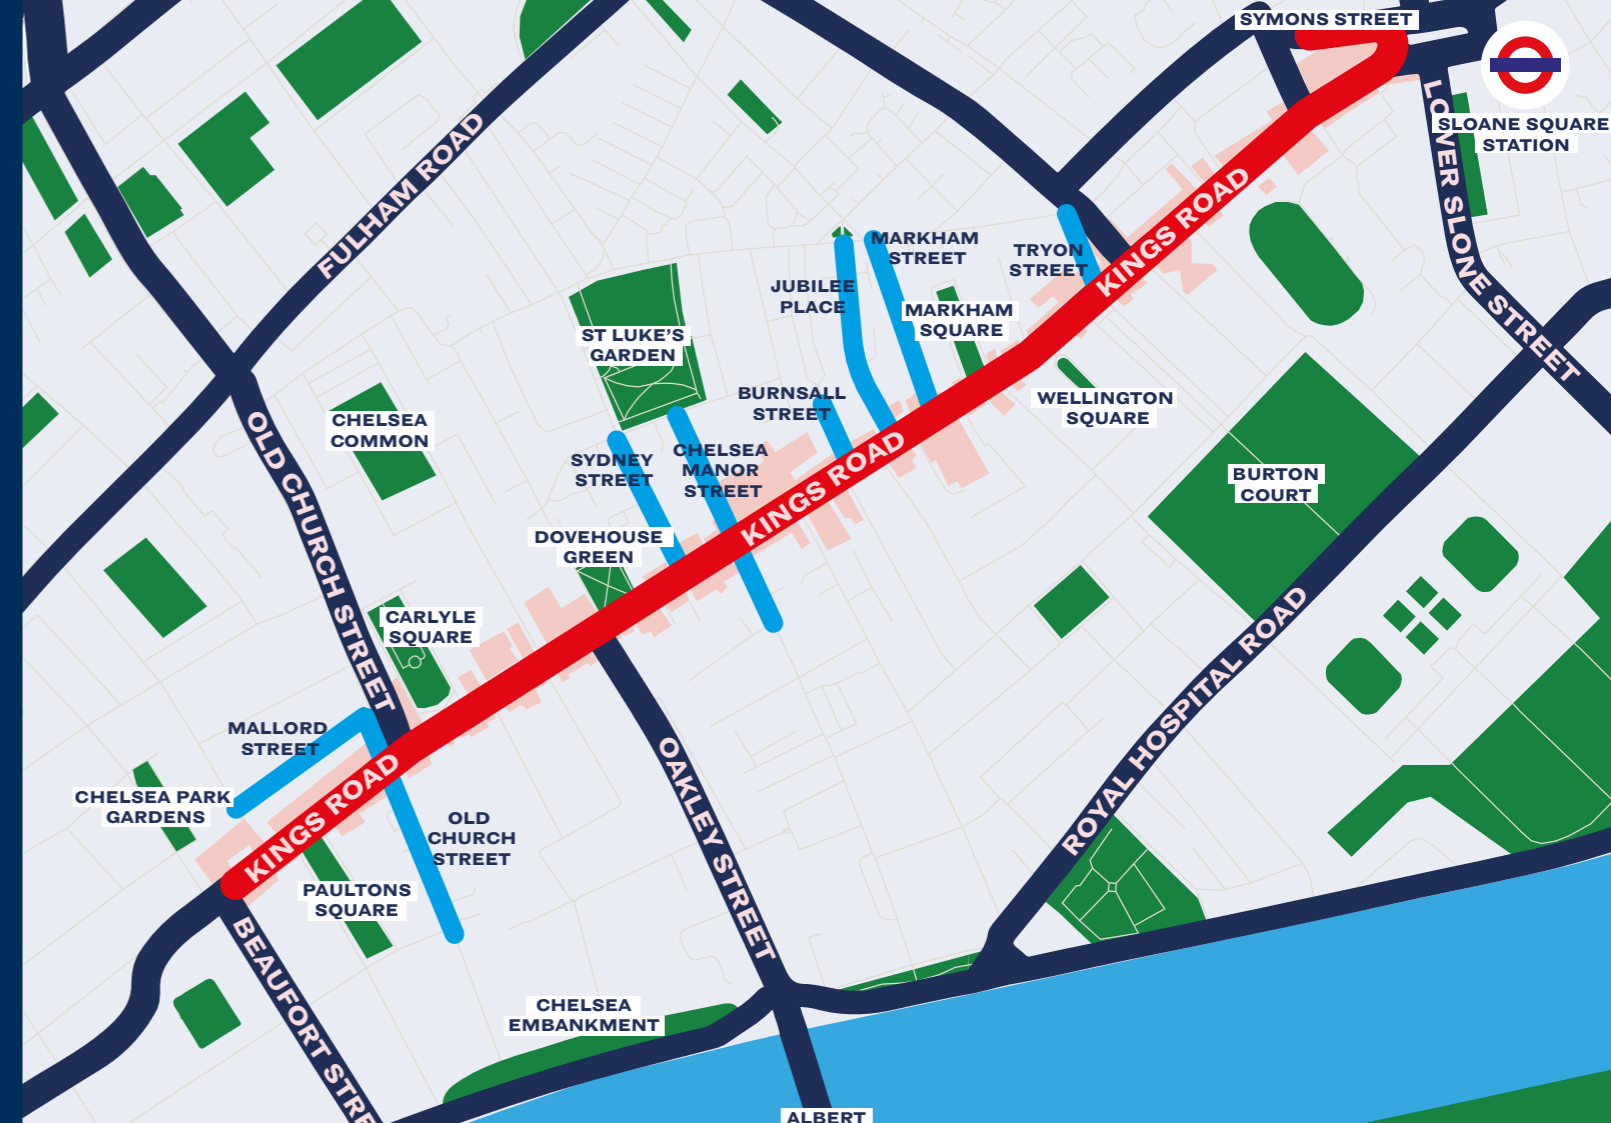 SYMONS STREET
SLOANE SQUARE
STATION
LOWER SLONE STREET
FULHAM ROAD
KINGS ROAD
MARKHAM
STREET
TRYON
STREET
JUBILEE
PLACE
MARKHAM
SQUARE
ST LUKE'S
GARDEN
BURNSALL
STREET
WELLINGTON
SQUARE
CHELSEA
COMMON
OLD CHURCH STREET
SYDNEY
STREET
CHELSEA
MANOR
STREET
KINGS ROAD
BURTON
COURT
DOVEHOUSE
GREEN
CARLYLE
SQUARE
ROYAL HOSPITAL ROAD
MALLORD
STREET
OAKLEY STREET
CHELSEA PARK
GARDENS
KINGS ROAD
OLD
CHURCH
STREET
PAULTONS
SQUARE
BEAUFORT STRE
CHELSEA
EMBANKMENT
ALBERT